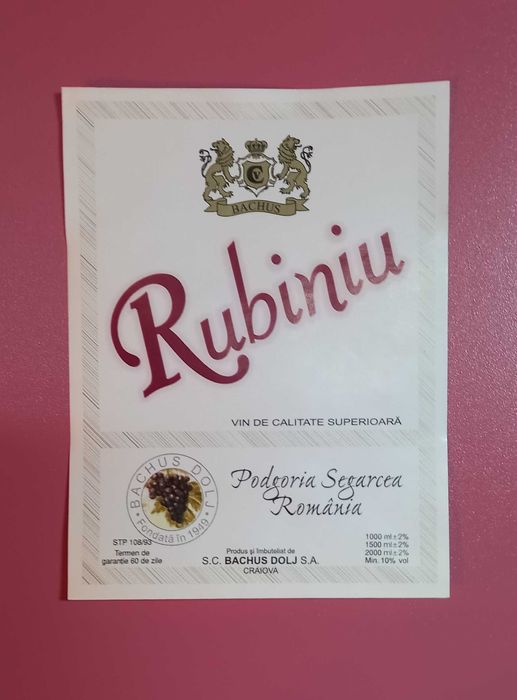 CV
BACHUS
Rubiniu
VIN DE CALITATE SUPERIOARĂ
BACHUS DOLJ
• Fondată în 1949 •
Podgoria Segarcea
România
STP 108/93
Termen de
garanție 60 de zile
Produs și îmbuteliat de
S.C. BACHUS DOLJ S.A.
CRAIOVA
1000 ml±2%
1500 ml±2%
2000 ml±2%
Min. 10% vol